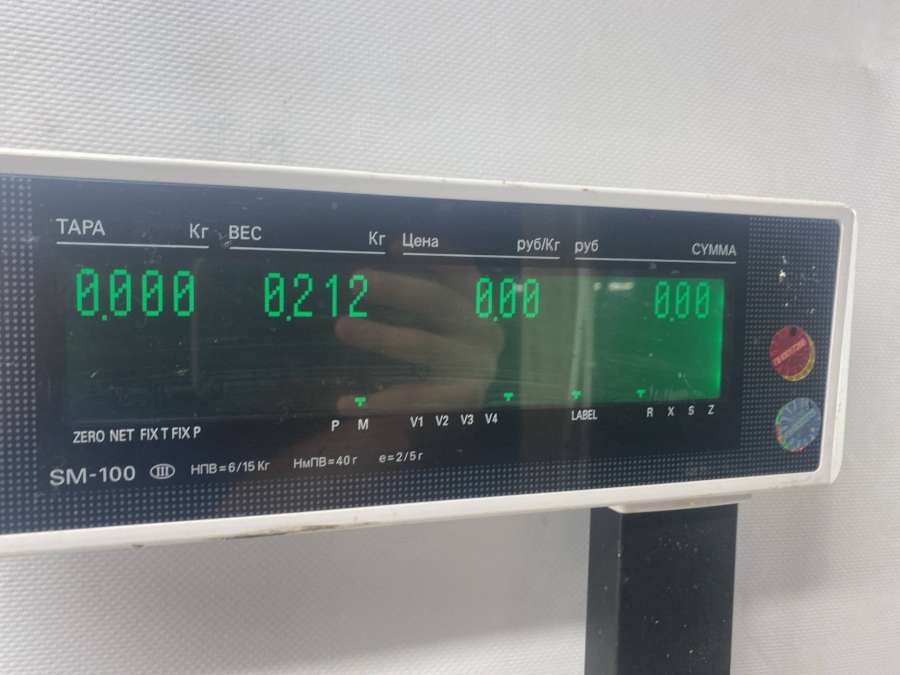 ТАРА Кг ВЕС Кг Цена руб/Кг руб СУММА
0.000 0.212 0.00 0.00
ZERO NET FIX T FIX P P M V1 V2 V3 V4 LABEL R X S Z
SM-100 III НПВ=6/15 Кг НмПВ=40 г e=2/5 г